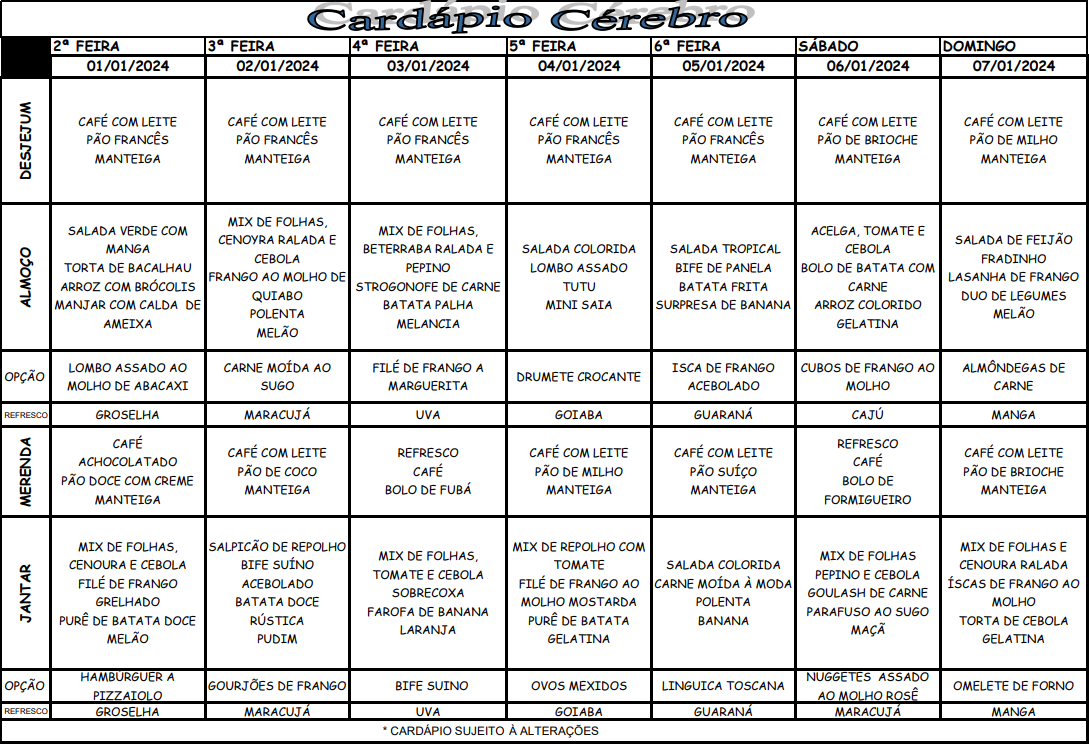 Cardápio Cérebro
2ª FEIRA 3ª FEIRA 4ª FEIRA 5ª FEIRA 6ª FEIRA SÁBADO DOMINGO
01/01/2024 02/01/2024 03/01/2024 04/01/2024 05/01/2024 06/01/2024 07/01/2024
DESJEJUM
CAFÉ COM LEITE
PÃO FRANCÊS
MANTEIGA
CAFÉ COM LEITE
PÃO FRANCÊS
MANTEIGA
CAFÉ COM LEITE
PÃO FRANCÊS
MANTEIGA
CAFÉ COM LEITE
PÃO FRANCÊS
MANTEIGA
CAFÉ COM LEITE
PÃO FRANCÊS
MANTEIGA
CAFÉ COM LEITE
PÃO DE BRIOCHE
MANTEIGA
CAFÉ COM LEITE
PÃO DE MILHO
MANTEIGA
ALMOÇO
SALADA VERDE COM
MANGA
TORTA DE BACALHAU
ARROZ COM BRÓCOLIS
MANJAR COM CALDA DE
AMEIXA
MIX DE FOLHAS,
CENOYRA RALADA E
CEBOLA
FRANGO AO MOLHO DE
QUIABO
POLENTA
MELÃO
MIX DE FOLHAS,
BETERRABA RALADA E
PEPINO
STROGONOFE DE CARNE
BATATA PALHA
MELANCIA
SALADA COLORIDA
LOMBO ASSADO
TUTU
MINI SAIA
SALADA TROPICAL
BIFE DE PANELA
BATATA FRITA
SURPRESA DE BANANA
ACELGA, TOMATE E
CEBOLA
BOLO DE BATATA COM
CARNE
ARROZ COLORIDO
GELATINA
SALADA DE FEIJÃO
FRADINHO
LASANHA DE FRANGO
DUO DE LEGUMES
MELÃO
OPÇÃO
LOMBO ASSADO AO
MOLHO DE ABACAXI
CARNE MOÍDA AO
SUGO
FILÉ DE FRANGO A
MARGUERITA
DRUMETE CROCANTE
ISCA DE FRANGO
ACEBOLADO
CUBOS DE FRANGO AO
MOLHO
ALMÔNDEGAS DE
CARNE
REFRESCO GROSELHA MARACUJÁ UVA GOIABA GUARANÁ CAJÚ MANGA
MERENDA
CAFÉ
ACHOCOLATADO
PÃO DOCE COM CREME
MANTEIGA
CAFÉ COM LEITE
PÃO DE COCO
MANTEIGA
REFRESCO
CAFÉ
BOLO DE FUBÁ
CAFÉ COM LEITE
PÃO DE MILHO
MANTEIGA
CAFÉ COM LEITE
PÃO SUÍÇO
MANTEIGA
REFRESCO
CAFÉ
BOLO DE
FORMIGUEIRO
CAFÉ COM LEITE
PÃO DE BRIOCHE
MANTEIGA
JANTAR
MIX DE FOLHAS,
CENOURA E CEBOLA
FILÉ DE FRANGO
GRELHADO
PURÊ DE BATATA DOCE
MELÃO
SALPICÃO DE REPOLHO
BIFE SUÍNO
ACEBOLADO
BATATA DOCE
RÚSTICA
PUDIM
MIX DE FOLHAS,
TOMATE E CEBOLA
SOBRECOXA
FAROFA DE BANANA
LARANJA
MIX DE REPOLHO COM
TOMATE
FILÉ DE FRANGO AO
MOLHO MOSTARDA
PURÊ DE BATATA
GELATINA
SALADA COLORIDA
CARNE MOÍDA À MODA
POLENTA
BANANA
MIX DE FOLHAS
PEPINO E CEBOLA
GOULASH DE CARNE
PARAFUSO AO SUGO
MAÇÃ
MIX DE FOLHAS E
CENOURA RALADA
ÍSCAS DE FRANGO AO
MOLHO
TORTA DE CEBOLA
GELATINA
OPÇÃO
HAMBÚRGUER A
PIZZAIOLO
GOURJÕES DE FRANGO
BIFE SUINO
OVOS MEXIDOS
LINGUICA TOSCANA
NUGGETES ASSADO
AO MOLHO ROSÊ
OMELETE DE FORNO
REFRESCO GROSELHA MARACUJÁ UVA GOIABA GUARANÁ MARACUJÁ MANGA
* CARDÁPIO SUJEITO À ALTERAÇÕES